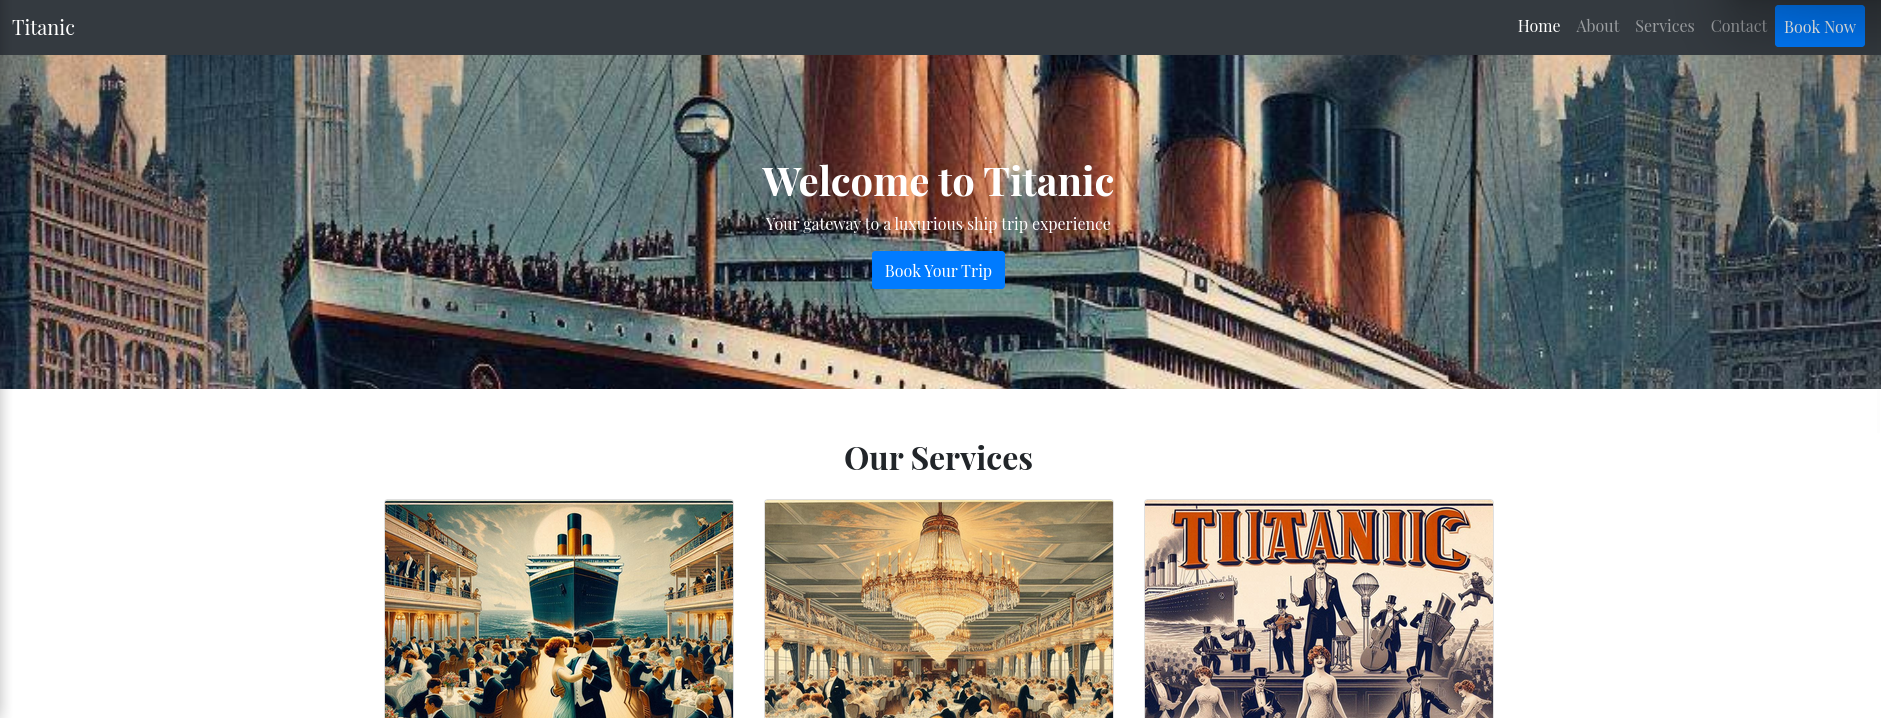 Titanic
Home About Services Contact Book Now
Welcome to Titanic
Your gateway to a luxurious ship trip experience
Book Your Trip
Our Services
TIITAANIIC